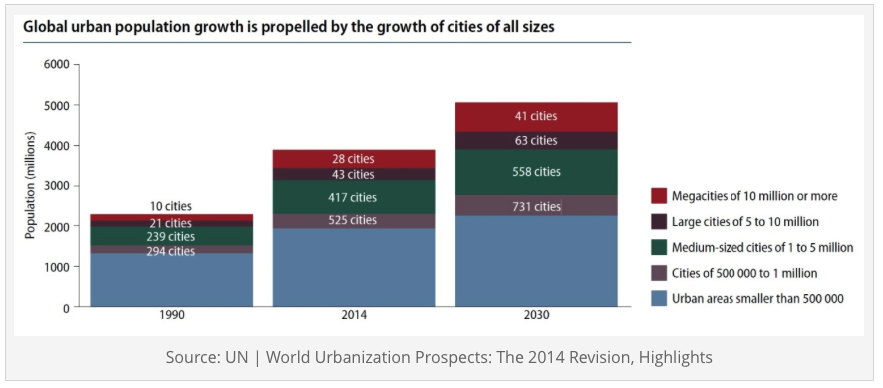 Global urban population growth is propelled by the growth of cities of all sizes
Population (millions)
6000
5000
4000
3000
2000
1000
0
10 cities
21 cities
239 cities
294 cities
28 cities
43 cities
417 cities
525 cities
41 cities
63 cities
558 cities
731 cities
1990
2014
2030
Megacities of 10 million or more
Large cities of 5 to 10 million
Medium-sized cities of 1 to 5 million
Cities of 500 000 to 1 million
Urban areas smaller than 500 000
Source: UN | World Urbanization Prospects: The 2014 Revision, Highlights